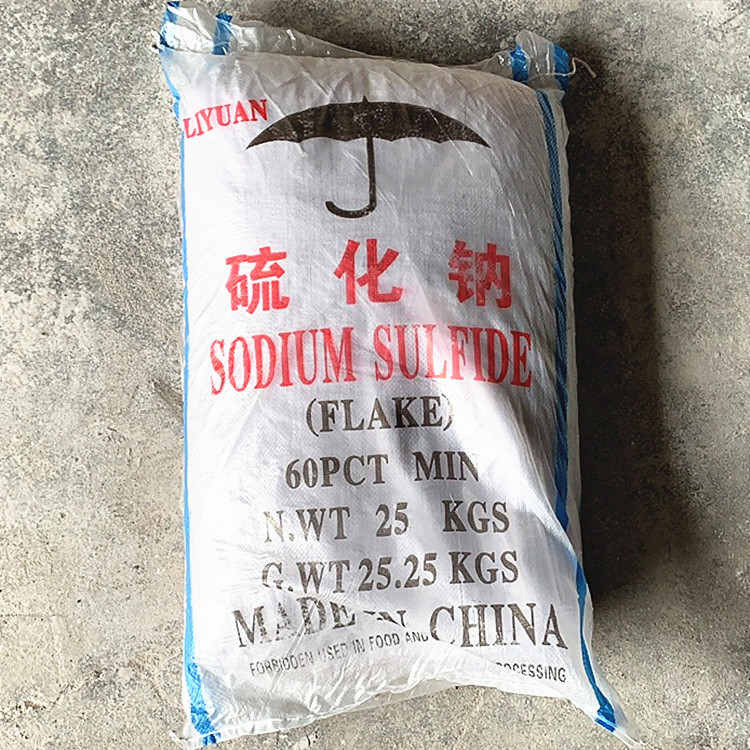 LIYUAN
硫化钠
SODIUM SULFIDE
(FLAKE)
60PCT MIN
N.WT 25 KGS
G.WT 25.25 KGS
MADE IN CHINA
FORBIDDEN USED IN FOOD AND